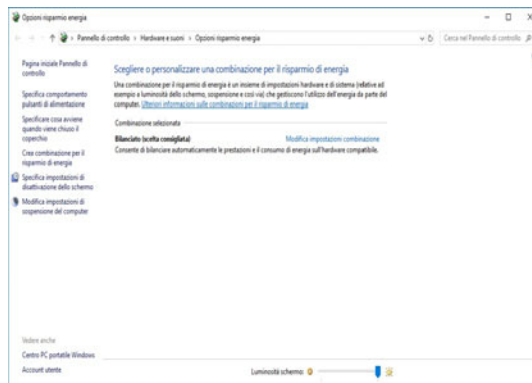 Opzioni risparmio energia
Pannello di controllo > Hardware e suoni > Opzioni risparmio energia
Cerca nel Pannello di controllo
Pagina iniziale Pannello di
controllo
Specifica comportamento
pulsanti di alimentazione
Specificare cosa avviene
quando viene chiuso il
coperchio
Crea combinazione per il
risparmio di energia
Specifica impostazioni di
disattivazione dello schermo
Modifica impostazioni di
sospensione del computer
Scegliere o personalizzare una combinazione per il risparmio di energia
Una combinazione per il risparmio di energia è un insieme di impostazioni hardware e di sistema (relative ad
esempio a luminosità dello schermo, sospensione e così via) che gestiscono l'utilizzo dell'energia da parte del
computer. Ulteriori informazioni sulle combinazioni per il risparmio di energia
Combinazione selezionata
Bilanciato (scelta consigliata) Modifica impostazioni combinazione
Consente di bilanciare automaticamente le prestazioni e il consumo di energia sull'hardware compatibile.
Vedere anche
Centro PC portatile Windows
Account utente
Luminosità schermo: